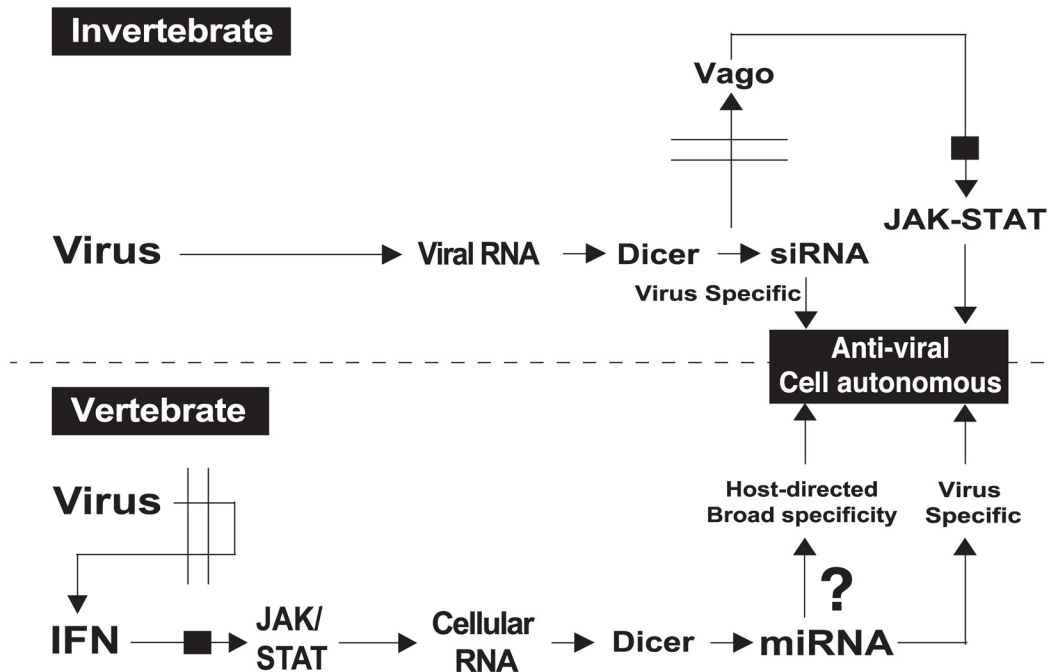 Invertebrate
Vago
JAK-STAT
Virus
Viral RNA
Dicer
siRNA
Virus Specific
Anti-viral
Cell autonomous
Vertebrate
Virus
Host-directed
Broad specificity
Virus
Specific
?
IFN
JAK/
STAT
Cellular
RNA
Dicer
miRNA